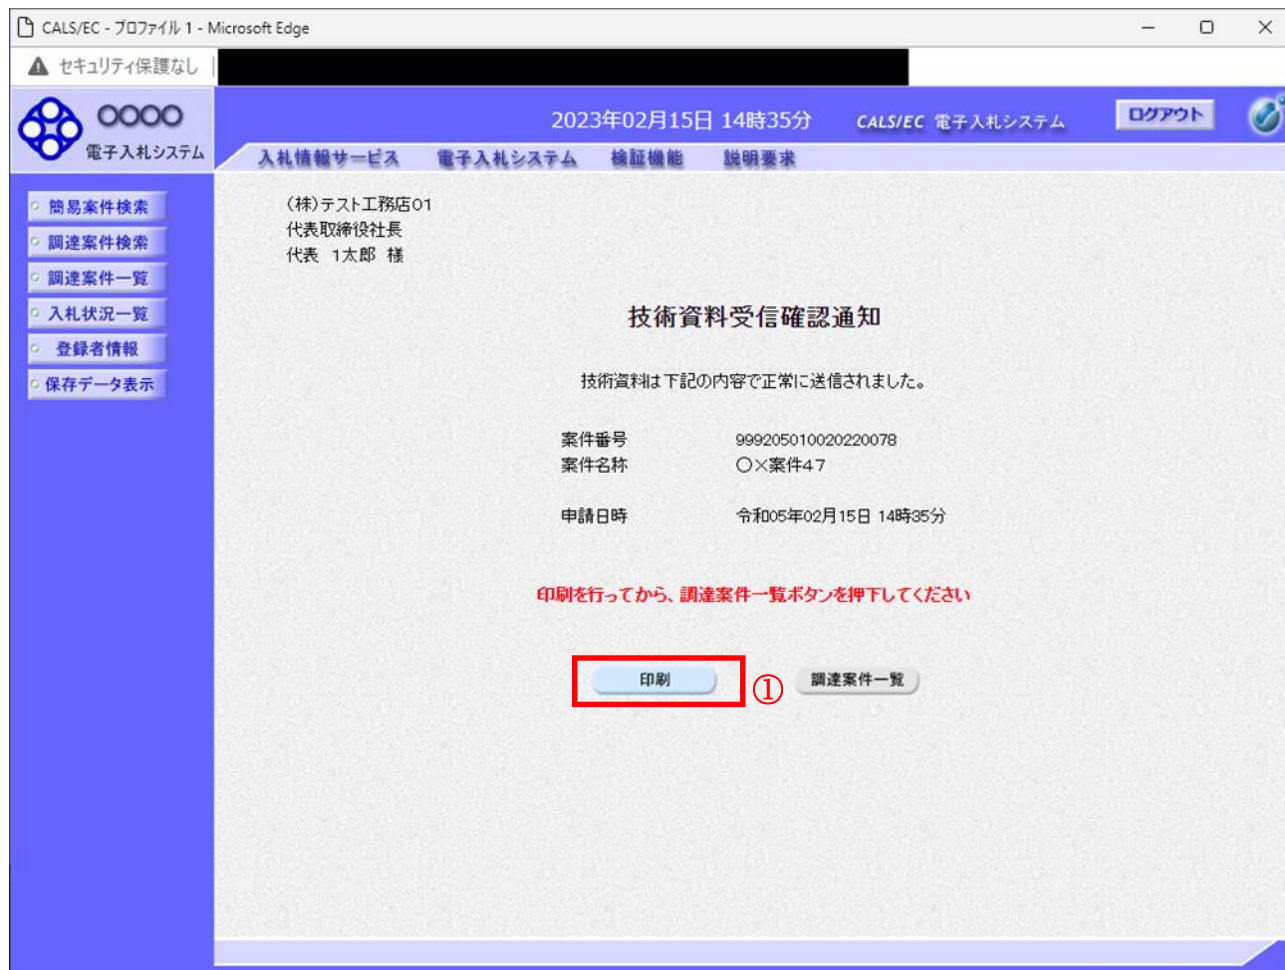 CALS/EC - プロファイル 1 - Microsoft Edge
セキュリティ保護なし
〇〇〇〇
電子入札システム
2023年02月15日 14時35分
CALS/EC 電子入札システム
ログアウト
入札情報サービス
電子入札システム
検証機能
説明要求
簡易案件検索
調達案件検索
調達案件一覧
入札状況一覧
登録者情報
保存データ表示
(株)テスト工務店01
代表取締役社長
代表 1太郎 様
技術資料受信確認通知
技術資料は下記の内容で正常に送信されました。
案件番号 999205010020220078
案件名称 〇×案件47
申請日時 令和05年02月15日 14時35分
印刷を行ってから、調達案件一覧ボタンを押下してください
印刷
①
調達案件一覧